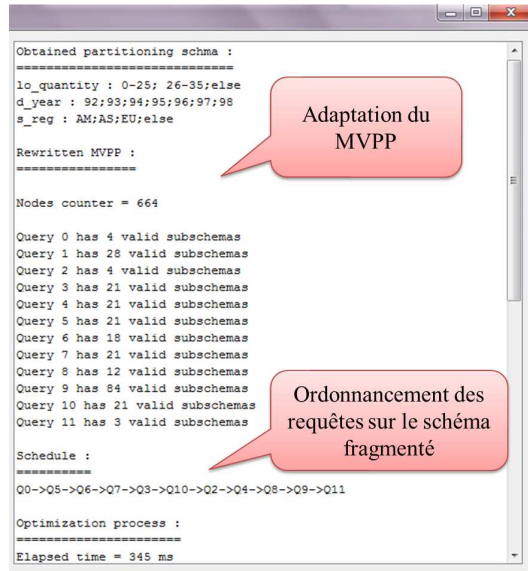 Obtained partitioning schma :
=============================
lo_quantity : 0-25; 26-35;else
d_year : 92;93;94;95;96;97;98
s_reg : AM;AS;EU;else
Adaptation du
MVPP
Rewritten MVPP :
================
Nodes counter = 664
Query 0 has 4 valid subschemas
Query 1 has 28 valid subschemas
Query 2 has 4 valid subschemas
Query 3 has 21 valid subschemas
Query 4 has 21 valid subschemas
Query 5 has 21 valid subschemas
Query 6 has 18 valid subschemas
Query 7 has 21 valid subschemas
Query 8 has 12 valid subschemas
Query 9 has 84 valid subschemas
Query 10 has 21 valid subschemas
Query 11 has 3 valid subschemas
Ordonnancement des
requêtes sur le schéma
fragmenté
Schedule :
==========
Q0->Q5->Q6->Q7->Q3->Q10->Q2->Q4->Q8->Q9->Q11
Optimization process :
======================
Elapsed time = 345 ms